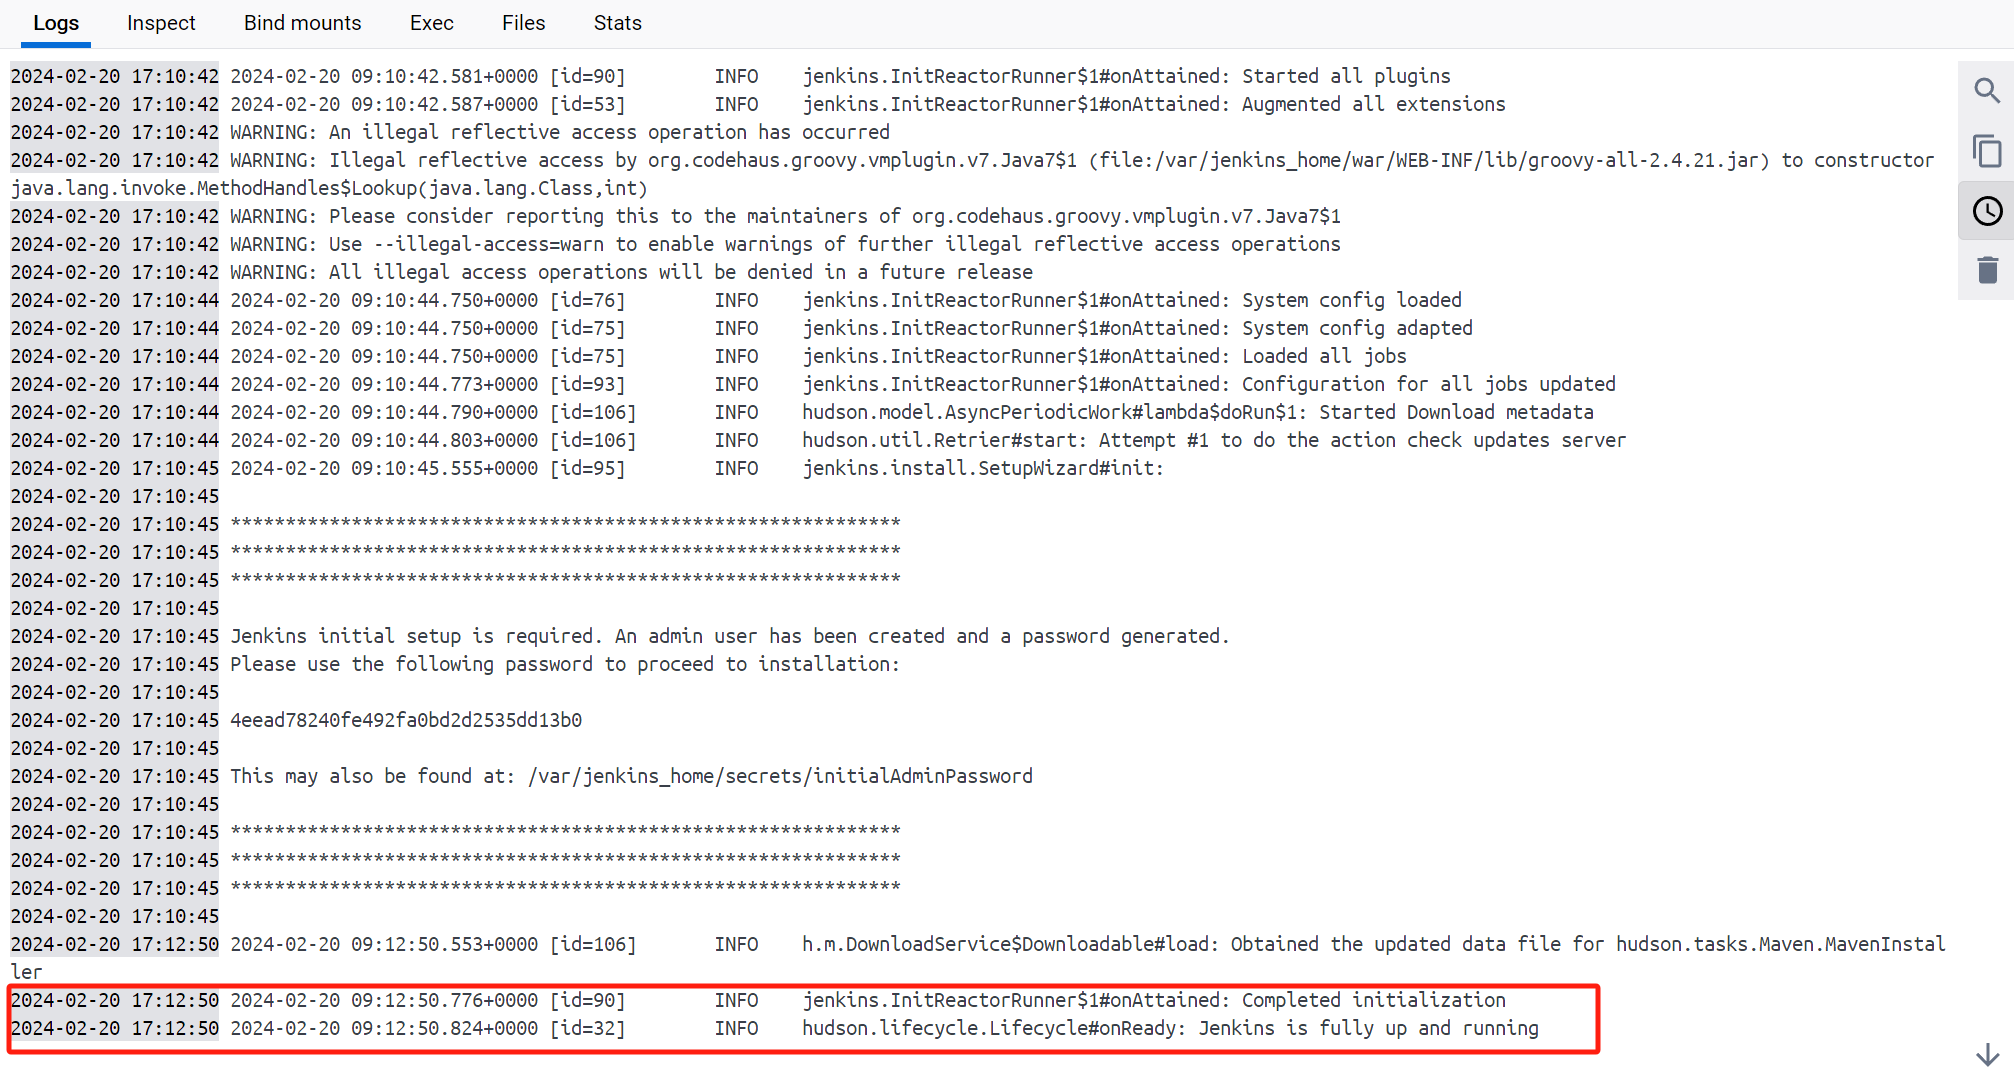 Logs Inspect Bind mounts Exec Files Stats
2024-02-20 17:10:42 2024-02-20 09:10:42.581+0000 [id=90] INFO jenkins.InitReactorRunner$1#onAttained: Started all plugins
2024-02-20 17:10:42 2024-02-20 09:10:42.587+0000 [id=53] INFO jenkins.InitReactorRunner$1#onAttained: Augmented all extensions
2024-02-20 17:10:42 WARNING: An illegal reflective access operation has occurred
2024-02-20 17:10:42 WARNING: Illegal reflective access by org.codehaus.groovy.vmplugin.v7.Java7$1 (file:/var/jenkins_home/war/WEB-INF/lib/groovy-all-2.4.21.jar) to constructor
java.lang.invoke.MethodHandles$Lookup(java.lang.Class,int)
2024-02-20 17:10:42 WARNING: Please consider reporting this to the maintainers of org.codehaus.groovy.vmplugin.v7.Java7$1
2024-02-20 17:10:42 WARNING: Use --illegal-access=warn to enable warnings of further illegal reflective access operations
2024-02-20 17:10:42 WARNING: All illegal access operations will be denied in a future release
2024-02-20 17:10:44 2024-02-20 09:10:44.750+0000 [id=76] INFO jenkins.InitReactorRunner$1#onAttained: System config loaded
2024-02-20 17:10:44 2024-02-20 09:10:44.750+0000 [id=75] INFO jenkins.InitReactorRunner$1#onAttained: System config adapted
2024-02-20 17:10:44 2024-02-20 09:10:44.750+0000 [id=75] INFO jenkins.InitReactorRunner$1#onAttained: Loaded all jobs
2024-02-20 17:10:44 2024-02-20 09:10:44.773+0000 [id=93] INFO jenkins.InitReactorRunner$1#onAttained: Configuration for all jobs updated
2024-02-20 17:10:44 2024-02-20 09:10:44.790+0000 [id=106] INFO hudson.model.AsyncPeriodicWork#lambda$doRun$1: Started Download metadata
2024-02-20 17:10:44 2024-02-20 09:10:44.803+0000 [id=106] INFO hudson.util.Retrier#start: Attempt #1 to do the action check updates server
2024-02-20 17:10:45 2024-02-20 09:10:45.555+0000 [id=95] INFO jenkins.install.SetupWizard#init:
2024-02-20 17:10:45
2024-02-20 17:10:45 *************************************************************
2024-02-20 17:10:45 *************************************************************
2024-02-20 17:10:45 *************************************************************
2024-02-20 17:10:45
2024-02-20 17:10:45 Jenkins initial setup is required. An admin user has been created and a password generated.
2024-02-20 17:10:45 Please use the following password to proceed to installation:
2024-02-20 17:10:45
2024-02-20 17:10:45 4eead78240fe492fa0bd2d2535dd13b0
2024-02-20 17:10:45
2024-02-20 17:10:45 This may also be found at: /var/jenkins_home/secrets/initialAdminPassword
2024-02-20 17:10:45
2024-02-20 17:10:45 *************************************************************
2024-02-20 17:10:45 *************************************************************
2024-02-20 17:10:45 *************************************************************
2024-02-20 17:10:45
2024-02-20 17:12:50 2024-02-20 09:12:50.553+0000 [id=106] INFO h.m.DownloadService$Downloadable#load: Obtained the updated data file for hudson.tasks.Maven.MavenInstal
ler
2024-02-20 17:12:50 2024-02-20 09:12:50.776+0000 [id=90] INFO jenkins.InitReactorRunner$1#onAttained: Completed initialization
2024-02-20 17:12:50 2024-02-20 09:12:50.824+0000 [id=32] INFO hudson.lifecycle.Lifecycle#onReady: Jenkins is fully up and running